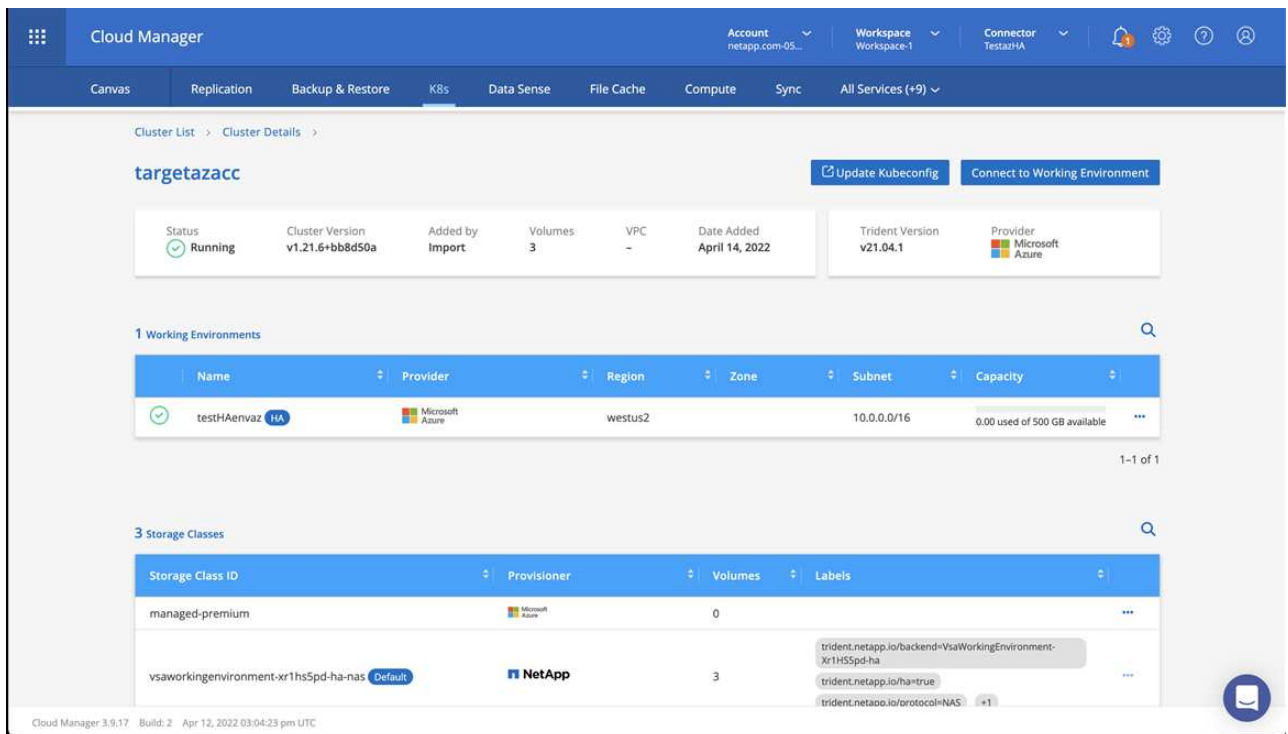 Cloud Manager
Account
netapp.com-05...
Workspace
Workspace-1
Connector
TestazHA
1
Canvas
Replication
Backup & Restore
K8s
Data Sense
File Cache
Compute
Sync
All Services (+9)
Cluster List > Cluster Details >
targetazacc
Update Kubeconfig
Connect to Working Environment
Status
Running
Cluster Version
v1.21.6+bb8d50a
Added by
Import
Volumes
3
VPC
–
Date Added
April 14, 2022
Trident Version
v21.04.1
Provider
Microsoft
Azure
1 Working Environments
Name
Provider
Region
Zone
Subnet
Capacity
testHAenvaz HA
Microsoft
Azure
westus2
10.0.0.0/16
0.00 used of 500 GB available
1–1 of 1
3 Storage Classes
Storage Class ID
Provisioner
Volumes
Labels
managed-premium
Microsoft
Azure
0
vsaworkingenvironment-xr1hs5pd-ha-nas Default
NetApp
3
trident.netapp.io/backend=VsaWorkingEnvironment-
Xr1HS5pd-ha
trident.netapp.io/ha=true
trident.netapp.io/protocol=NAS
+1
Cloud Manager 3.9.17 Build: 2 Apr 12, 2022 03:04:23 pm UTC